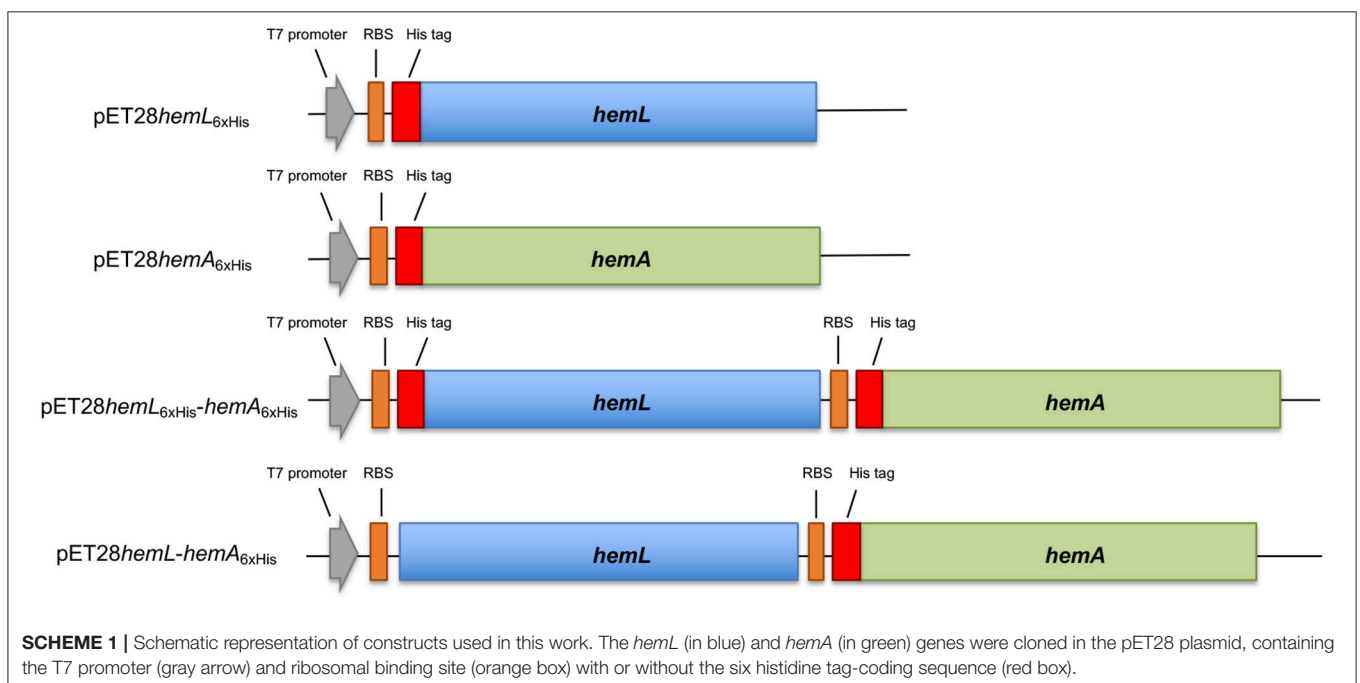 T7 promoter RBS His tag
pET28hemL6xHis
hemL
T7 promoter RBS His tag
pET28hemA6xHis
hemA
T7 promoter RBS His tag RBS His tag
pET28hemL6xHis-hemA6xHis
hemL hemA
T7 promoter RBS RBS His tag
pET28hemL-hemA6xHis
hemL hemA
SCHEME 1 | Schematic representation of constructs used in this work. The hemL (in blue) and hemA (in green) genes were cloned in the pET28 plasmid, containing
the T7 promoter (gray arrow) and ribosomal binding site (orange box) with or without the six histidine tag-coding sequence (red box).